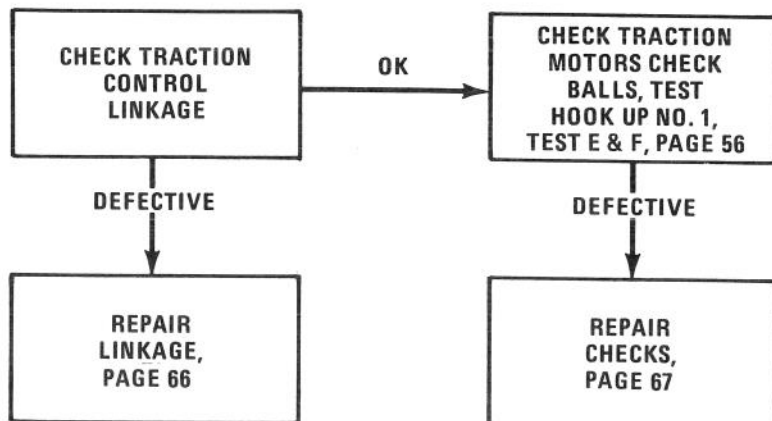 CHECK TRACTION
CONTROL
LINKAGE
OK
CHECK TRACTION
MOTORS CHECK
BALLS, TEST
HOOK UP NO. 1,
TEST E & F, PAGE 56
DEFECTIVE
DEFECTIVE
REPAIR
LINKAGE,
PAGE 66
REPAIR
CHECKS,
PAGE 67